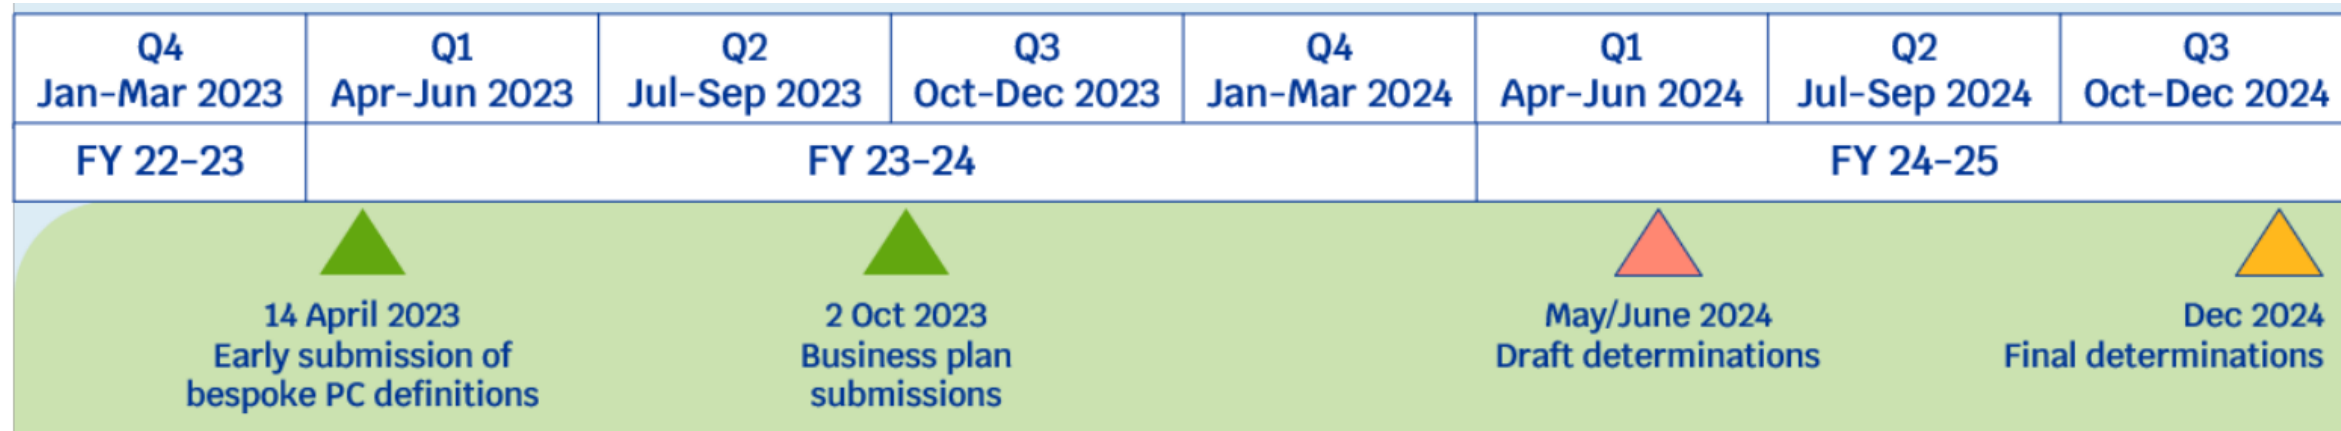 Q4
Jan-Mar 2023
Q1
Apr-Jun 2023
Q2
Jul-Sep 2023
Q3
Oct-Dec 2023
Q4
Jan-Mar 2024
Q1
Apr-Jun 2024
Q2
Jul-Sep 2024
Q3
Oct-Dec 2024
FY 22-23
FY 23-24
FY 24-25
14 April 2023
Early submission of
bespoke PC definitions
2 Oct 2023
Business plan
submissions
May/June 2024
Draft determinations
Dec 2024
Final determinations